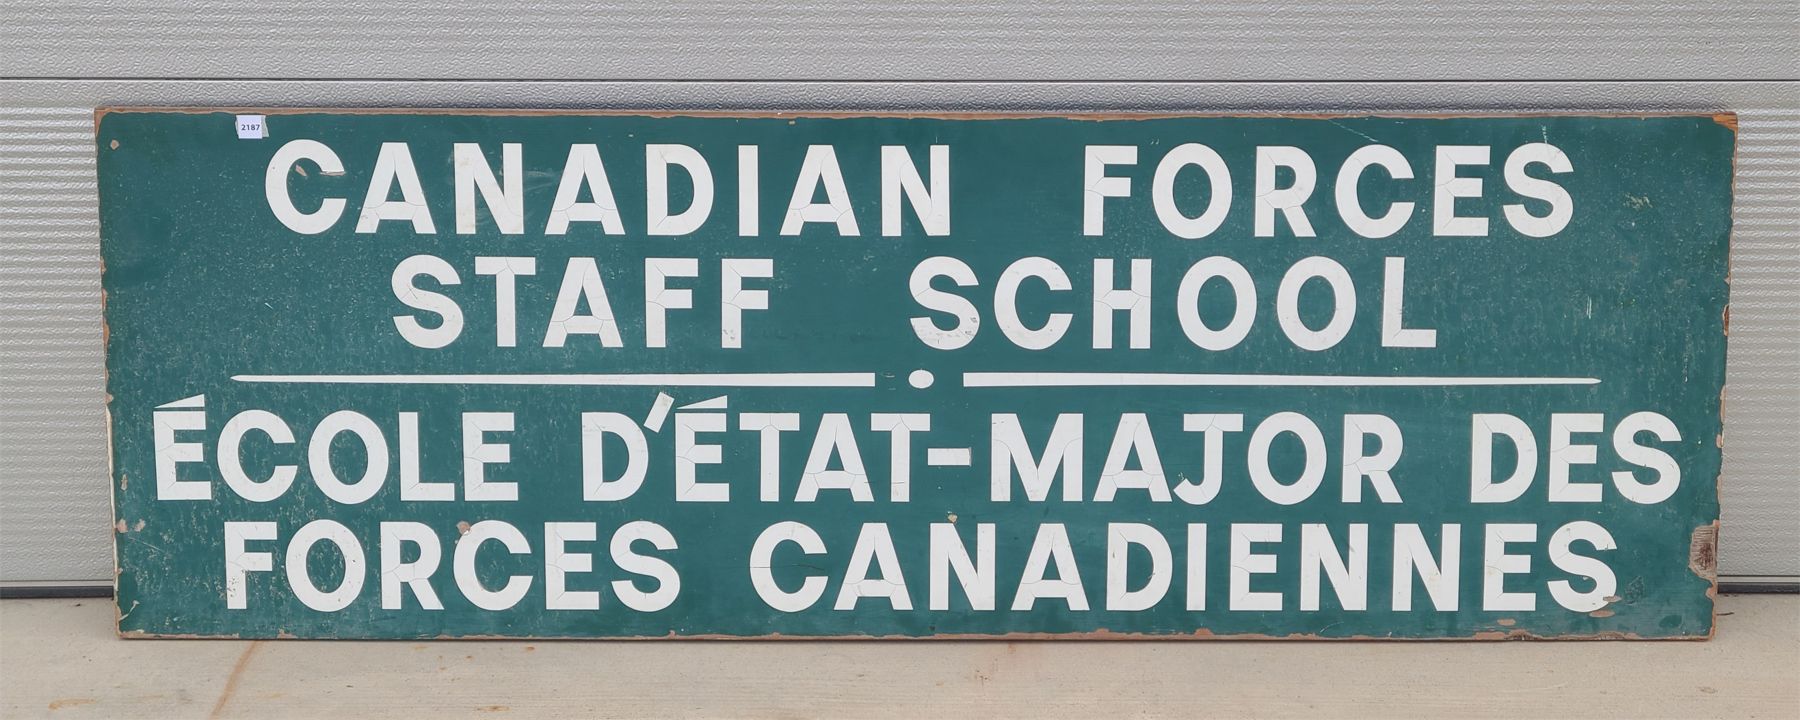 2187
CANADIAN FORCES
STAFF SCHOOL
ÉCOLE D'ÉTAT-MAJOR DES
FORCES CANADIENNES